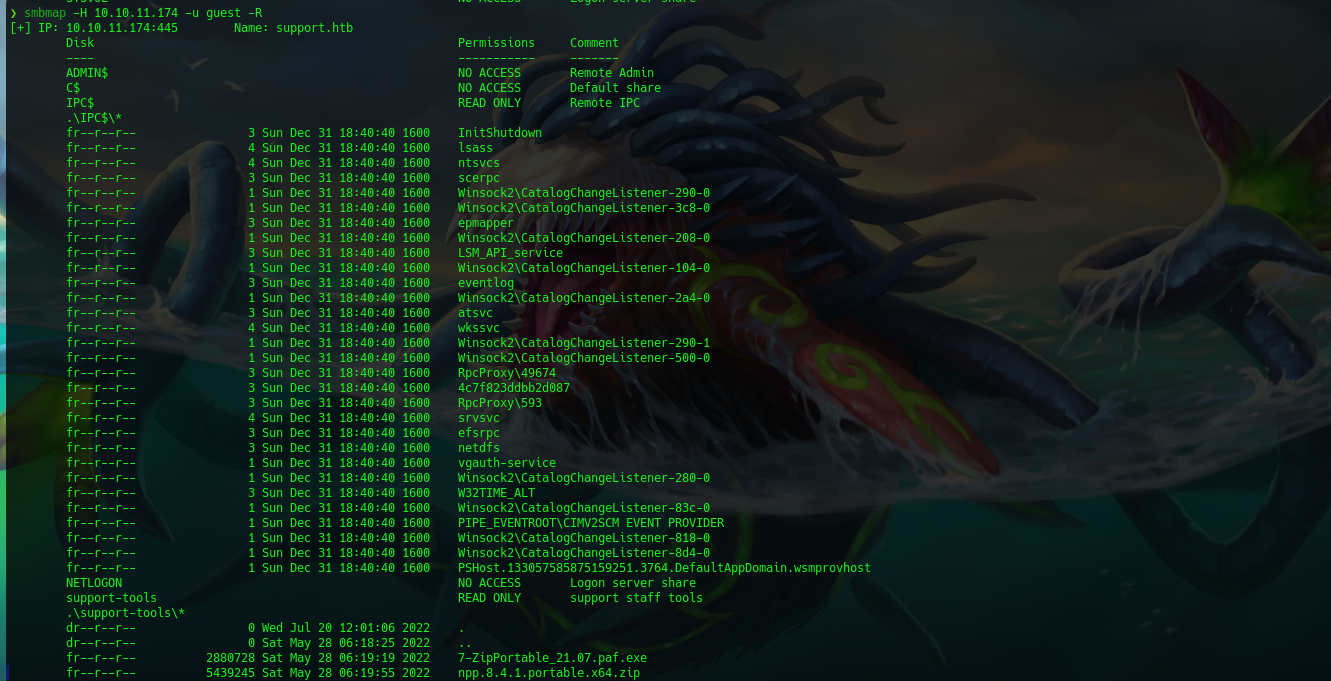 ❯ smbmap -H 10.10.11.174 -u guest -R
[+] IP: 10.10.11.174:445 Name: support.htb
Disk Permissions Comment
---- ----------- -------
ADMIN$ NO ACCESS Remote Admin
C$ NO ACCESS Default share
IPC$ READ ONLY Remote IPC
.\IPC$\*
fr--r--r-- 3 Sun Dec 31 18:40:40 1600 InitShutdown
fr--r--r-- 4 Sun Dec 31 18:40:40 1600 lsass
fr--r--r-- 4 Sun Dec 31 18:40:40 1600 ntsvcs
fr--r--r-- 3 Sun Dec 31 18:40:40 1600 scerpc
fr--r--r-- 1 Sun Dec 31 18:40:40 1600 Winsock2\CatalogChangeListener-290-0
fr--r--r-- 1 Sun Dec 31 18:40:40 1600 Winsock2\CatalogChangeListener-3c8-0
fr--r--r-- 3 Sun Dec 31 18:40:40 1600 epmapper
fr--r--r-- 1 Sun Dec 31 18:40:40 1600 Winsock2\CatalogChangeListener-208-0
fr--r--r-- 3 Sun Dec 31 18:40:40 1600 LSM_API_service
fr--r--r-- 1 Sun Dec 31 18:40:40 1600 Winsock2\CatalogChangeListener-104-0
fr--r--r-- 3 Sun Dec 31 18:40:40 1600 eventlog
fr--r--r-- 1 Sun Dec 31 18:40:40 1600 Winsock2\CatalogChangeListener-2a4-0
fr--r--r-- 3 Sun Dec 31 18:40:40 1600 atsvc
fr--r--r-- 4 Sun Dec 31 18:40:40 1600 wkssvc
fr--r--r-- 1 Sun Dec 31 18:40:40 1600 Winsock2\CatalogChangeListener-290-1
fr--r--r-- 1 Sun Dec 31 18:40:40 1600 Winsock2\CatalogChangeListener-500-0
fr--r--r-- 3 Sun Dec 31 18:40:40 1600 RpcProxy\49674
fr--r--r-- 3 Sun Dec 31 18:40:40 1600 4c7f823ddbb2d087
fr--r--r-- 3 Sun Dec 31 18:40:40 1600 RpcProxy\593
fr--r--r-- 4 Sun Dec 31 18:40:40 1600 srvsvc
fr--r--r-- 3 Sun Dec 31 18:40:40 1600 efsrpc
fr--r--r-- 3 Sun Dec 31 18:40:40 1600 netdfs
fr--r--r-- 1 Sun Dec 31 18:40:40 1600 vgauth-service
fr--r--r-- 1 Sun Dec 31 18:40:40 1600 Winsock2\CatalogChangeListener-280-0
fr--r--r-- 3 Sun Dec 31 18:40:40 1600 W32TIME_ALT
fr--r--r-- 1 Sun Dec 31 18:40:40 1600 Winsock2\CatalogChangeListener-83c-0
fr--r--r-- 1 Sun Dec 31 18:40:40 1600 PIPE_EVENTROOT\CIMV2SCM EVENT PROVIDER
fr--r--r-- 1 Sun Dec 31 18:40:40 1600 Winsock2\CatalogChangeListener-818-0
fr--r--r-- 1 Sun Dec 31 18:40:40 1600 Winsock2\CatalogChangeListener-8d4-0
fr--r--r-- 1 Sun Dec 31 18:40:40 1600 PSHost.133057585875159251.3764.DefaultAppDomain.wsmprovhost
NETLOGON NO ACCESS Logon server share
support-tools READ ONLY support staff tools
.\support-tools\*
dr--r--r-- 0 Wed Jul 20 12:01:06 2022 .
dr--r--r-- 0 Sat May 28 06:18:25 2022 ..
fr--r--r-- 2880728 Sat May 28 06:19:19 2022 7-ZipPortable_21.07.paf.exe
fr--r--r-- 5439245 Sat May 28 06:19:55 2022 npp.8.4.1.portable.x64.zip